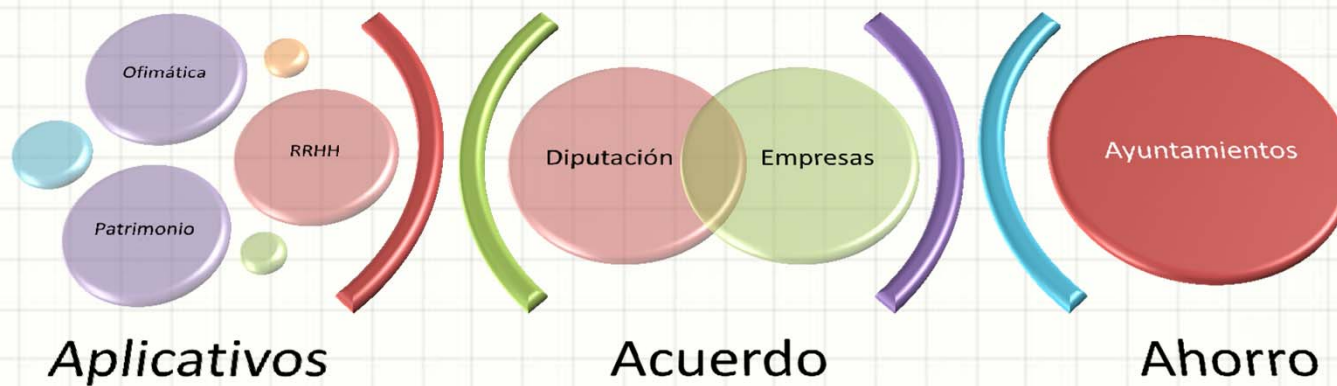 Ofimática
RRHH
Patrimonio
Aplicativos
Diputación
Empresas
Acuerdo
Ayuntamientos
Ahorro